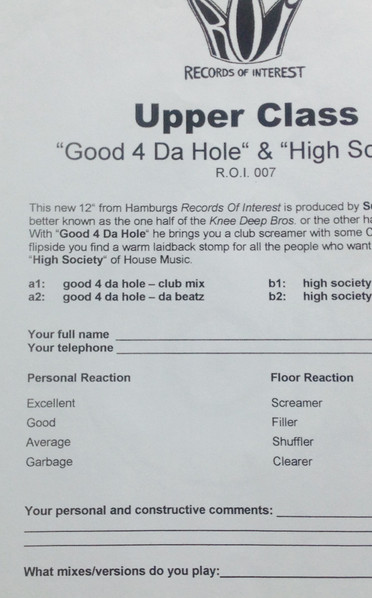 ROI
RECORDS OF INTEREST
Upper Class
"Good 4 Da Hole" & "High
R.O.I. 007
This new 12" from Hamburgs Records Of Interest is produced by
better known as the one half of the Knee Deep Bros. or the other
With "Good 4 Da Hole" he brings you a club screamer with some
flipside you find a warm laidback stomp for all the people who want
"High Society" of House Music.
a1: good 4 da hole – club mix b1: high society
a2: good 4 da hole – da beatz b2: high society
Your full name
Your telephone
Personal Reaction Floor Reaction
Excellent Screamer
Good Filler
Average Shuffler
Garbage Clearer
Your personal and constructive comments:
What mixes/versions do you play: